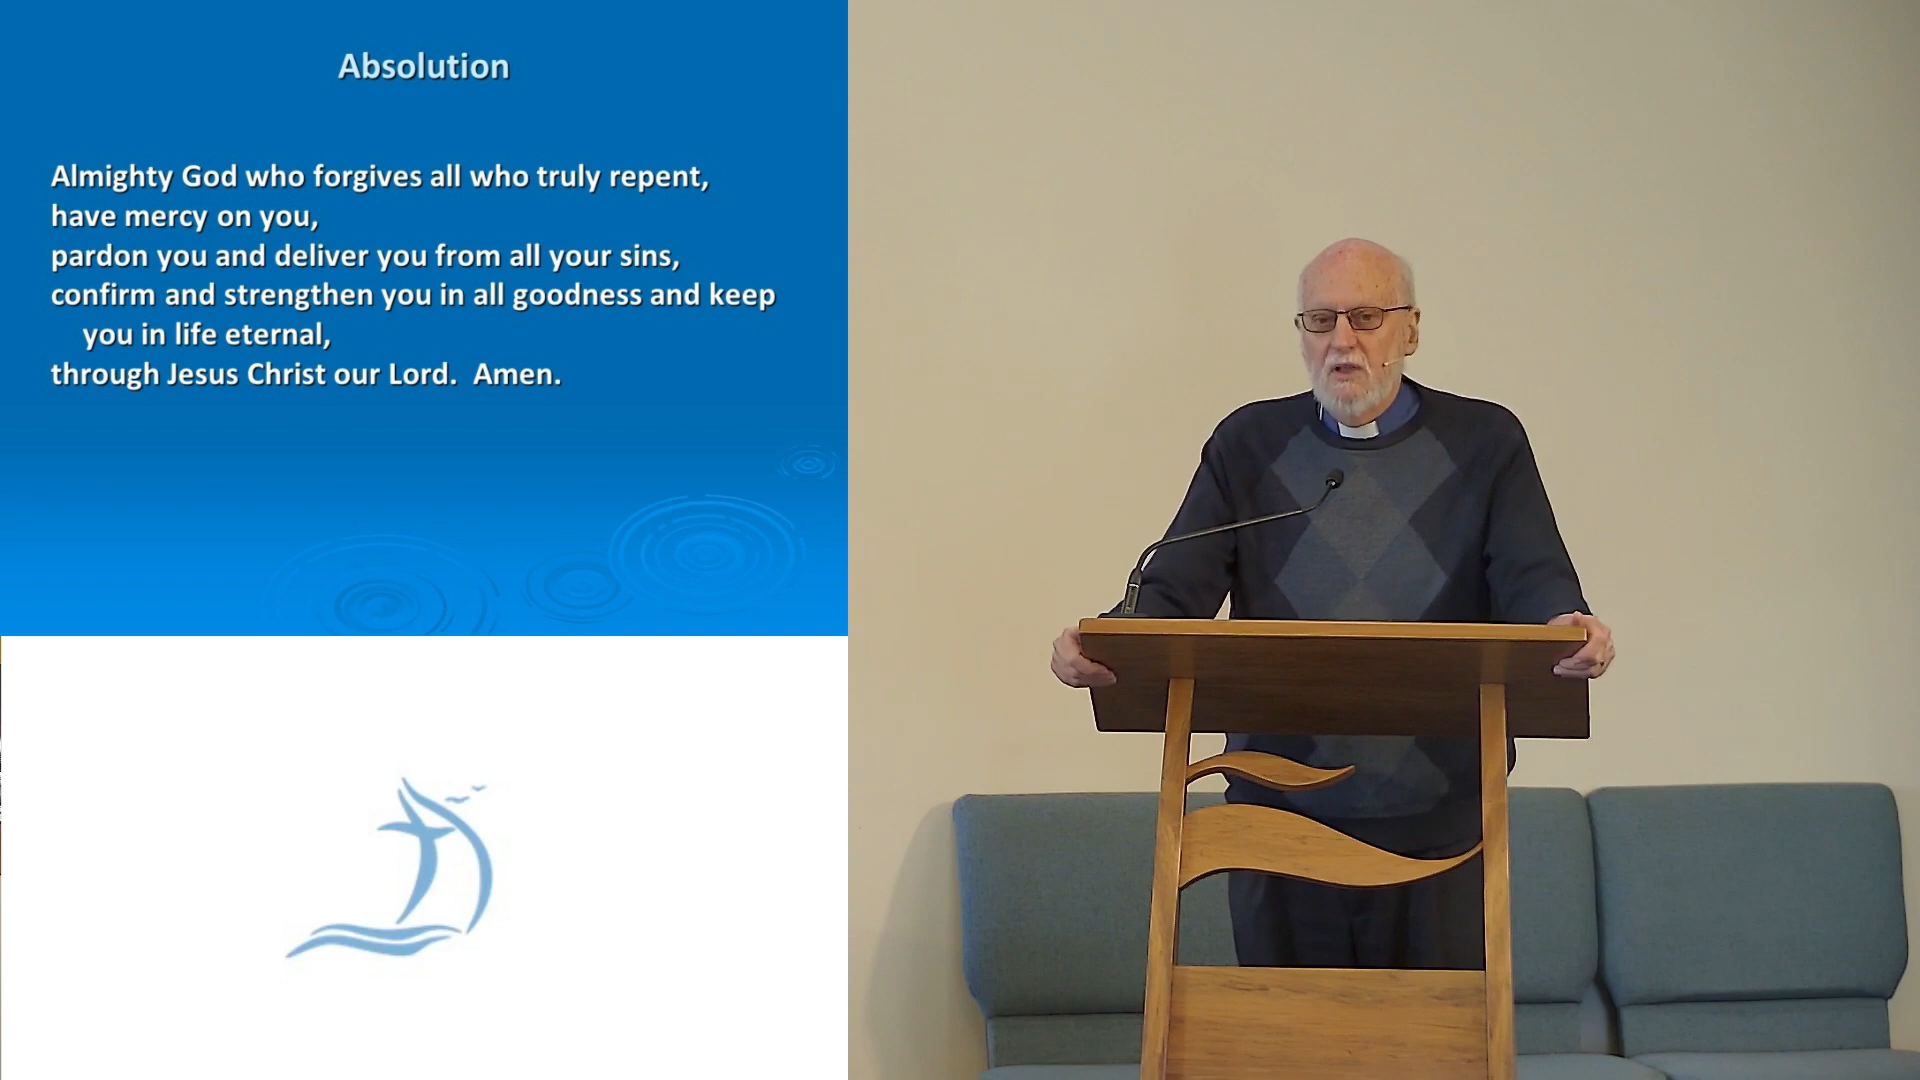 Absolution
Almighty God who forgives all who truly repent,
have mercy on you,
pardon you and deliver you from all your sins,
confirm and strengthen you in all goodness and keep
you in life eternal,
through Jesus Christ our Lord.  Amen.